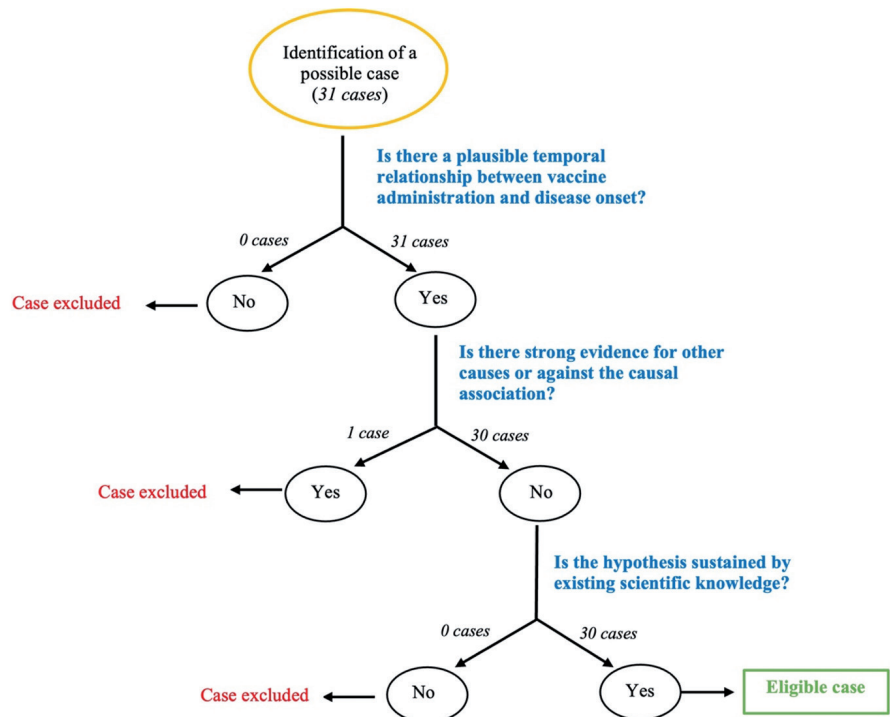 Identification of a
possible case
(31 cases)
Is there a plausible temporal
relationship between vaccine
administration and disease onset?
0 cases
31 cases
Case excluded
No
Yes
Is there strong evidence for other
causes or against the causal
association?
1 case
30 cases
Case excluded
Yes
No
Is the hypothesis sustained by
existing scientific knowledge?
0 cases
30 cases
Case excluded
No
Yes
Eligible case